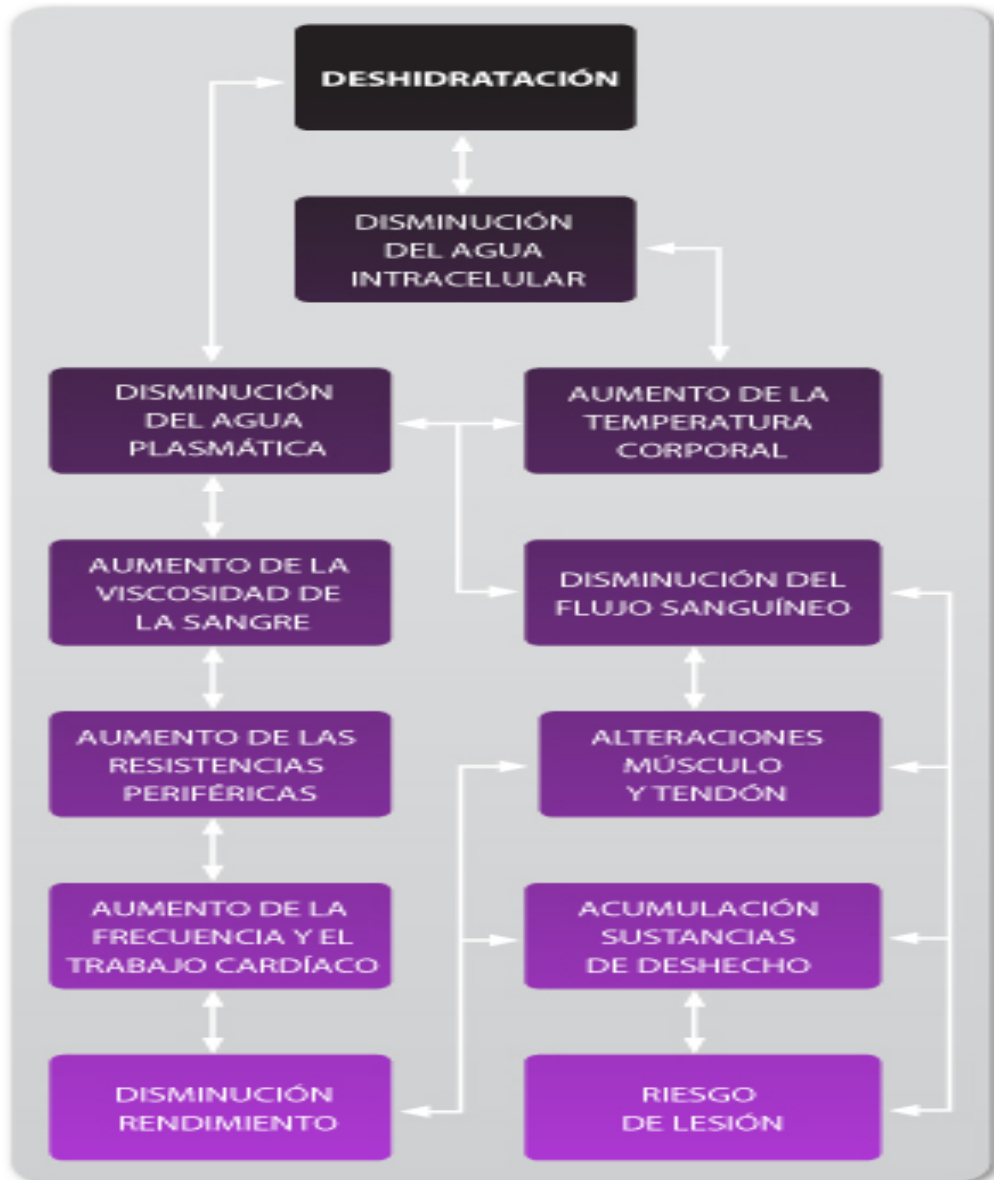 DESHIDRATACIÓN
DISMINUCIÓN
DEL AGUA
INTRACELULAR
DISMINUCIÓN
DEL AGUA
PLASMÁTICA
AUMENTO DE LA
TEMPERATURA
CORPORAL
AUMENTO DE LA
VISCOSIDAD DE
LA SANGRE
DISMINUCIÓN DEL
FLUJO SANGUÍNEO
AUMENTO DE LAS
RESISTENCIAS
PERIFÉRICAS
ALTERACIONES
MÚSCULO
Y TENDÓN
AUMENTO DE LA
FRECUENCIA Y EL
TRABAJO CARDÍACO
ACUMULACIÓN
SUSTANCIAS
DE DESHECHO
DISMINUCIÓN
RENDIMIENTO
RIESGO
DE LESIÓN